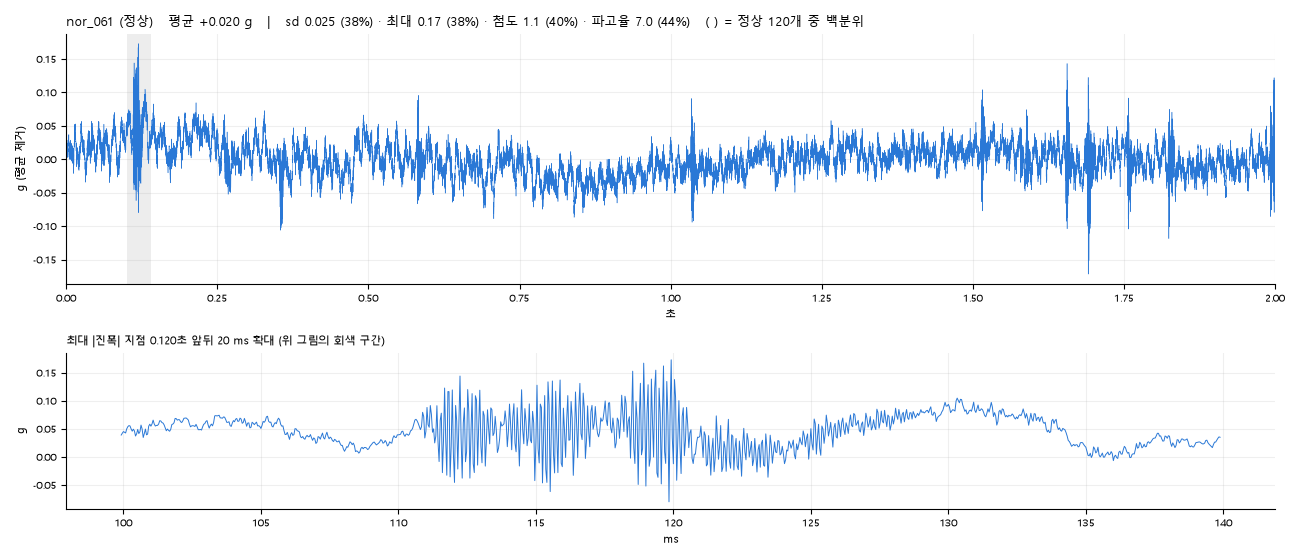 nor_061 (정상)    평균 +0.020 g    |    sd 0.025 (38%) · 최대 0.17 (38%) · 첨도 1.1 (40%) · 파고율 7.0 (44%)    ( ) = 정상 120개 중 백분위
g (평균 제거)
0.15
0.10
0.05
0.00
-0.05
-0.10
-0.15
0.00 0.25 0.50 0.75 1.00 1.25 1.50 1.75 2.00
초
최대 |진폭| 지점 0.120초 앞뒤 20 ms 확대 (위 그림의 회색 구간)
g
0.15
0.10
0.05
0.00
-0.05
100 105 110 115 120 125 130 135 140
ms